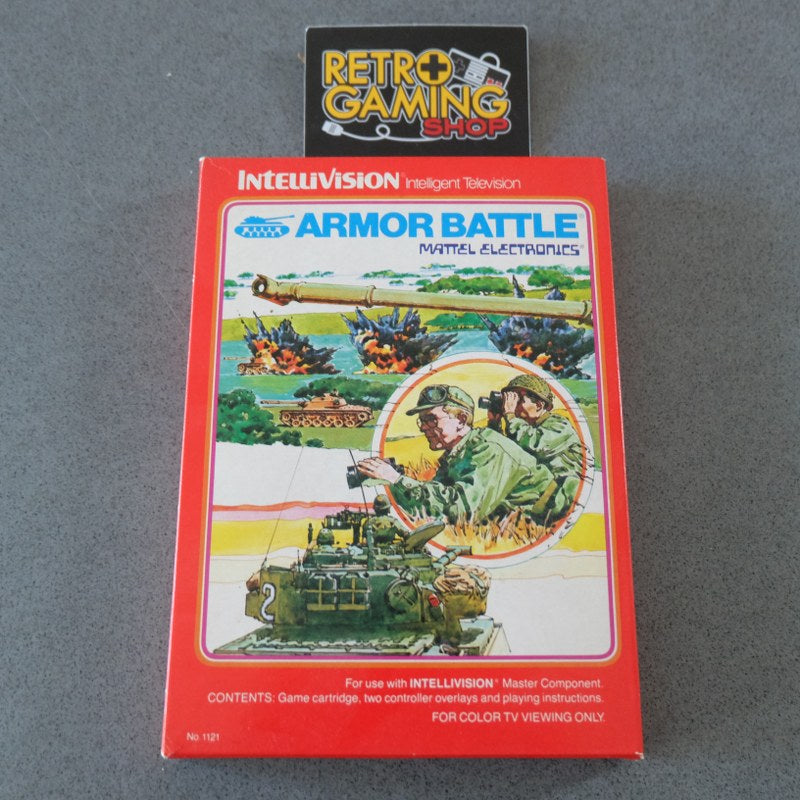 RETRO
GAMING
SHOP
INTELLIVISION® Intelligent Television
ARMOR BATTLE®
MATTEL ELECTRONICS®
2
For use with INTELLIVISION® Master Component.
CONTENTS: Game cartridge, two controller overlays and playing instructions.
FOR COLOR TV VIEWING ONLY.
No. 1121